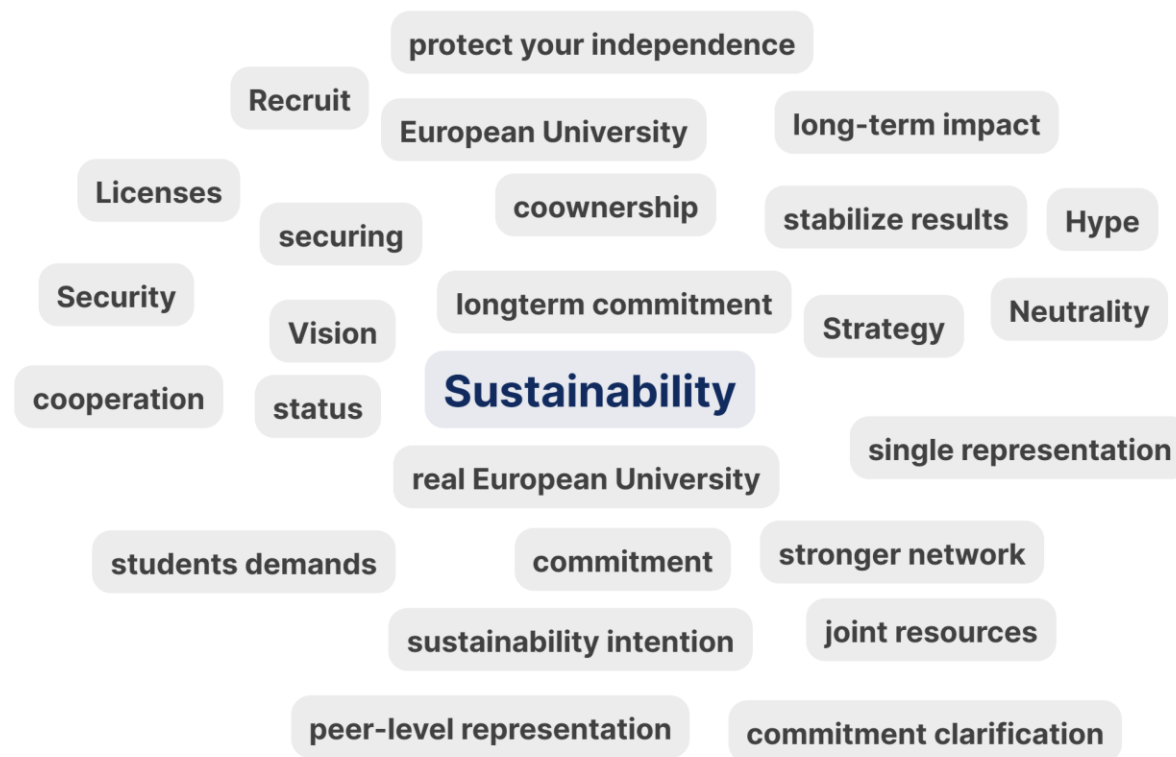 protect your independence
Recruit
European University
long-term impact
Licenses
coownership
stabilize results
Hype
securing
Security
longterm commitment
Neutrality
Vision
Strategy
Sustainability
cooperation
status
single representation
real European University
students demands
commitment
stronger network
sustainability intention
joint resources
peer-level representation
commitment clarification